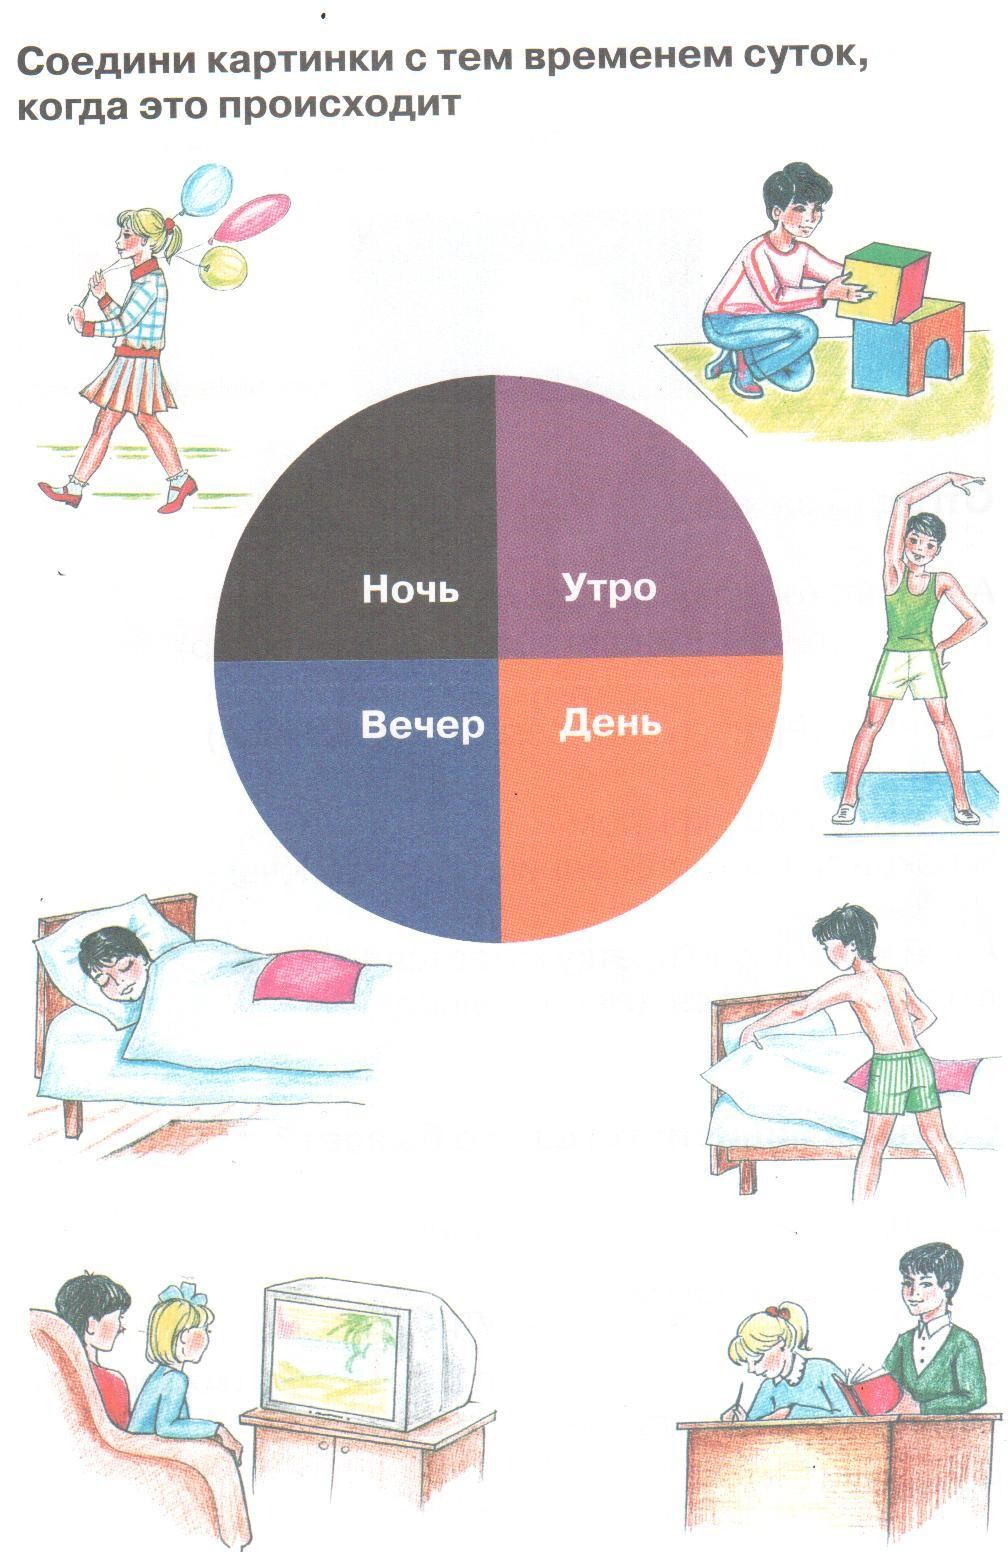 Соедини картинки с тем временем суток,
когда это происходит
Ночь
Утро
Вечер
День